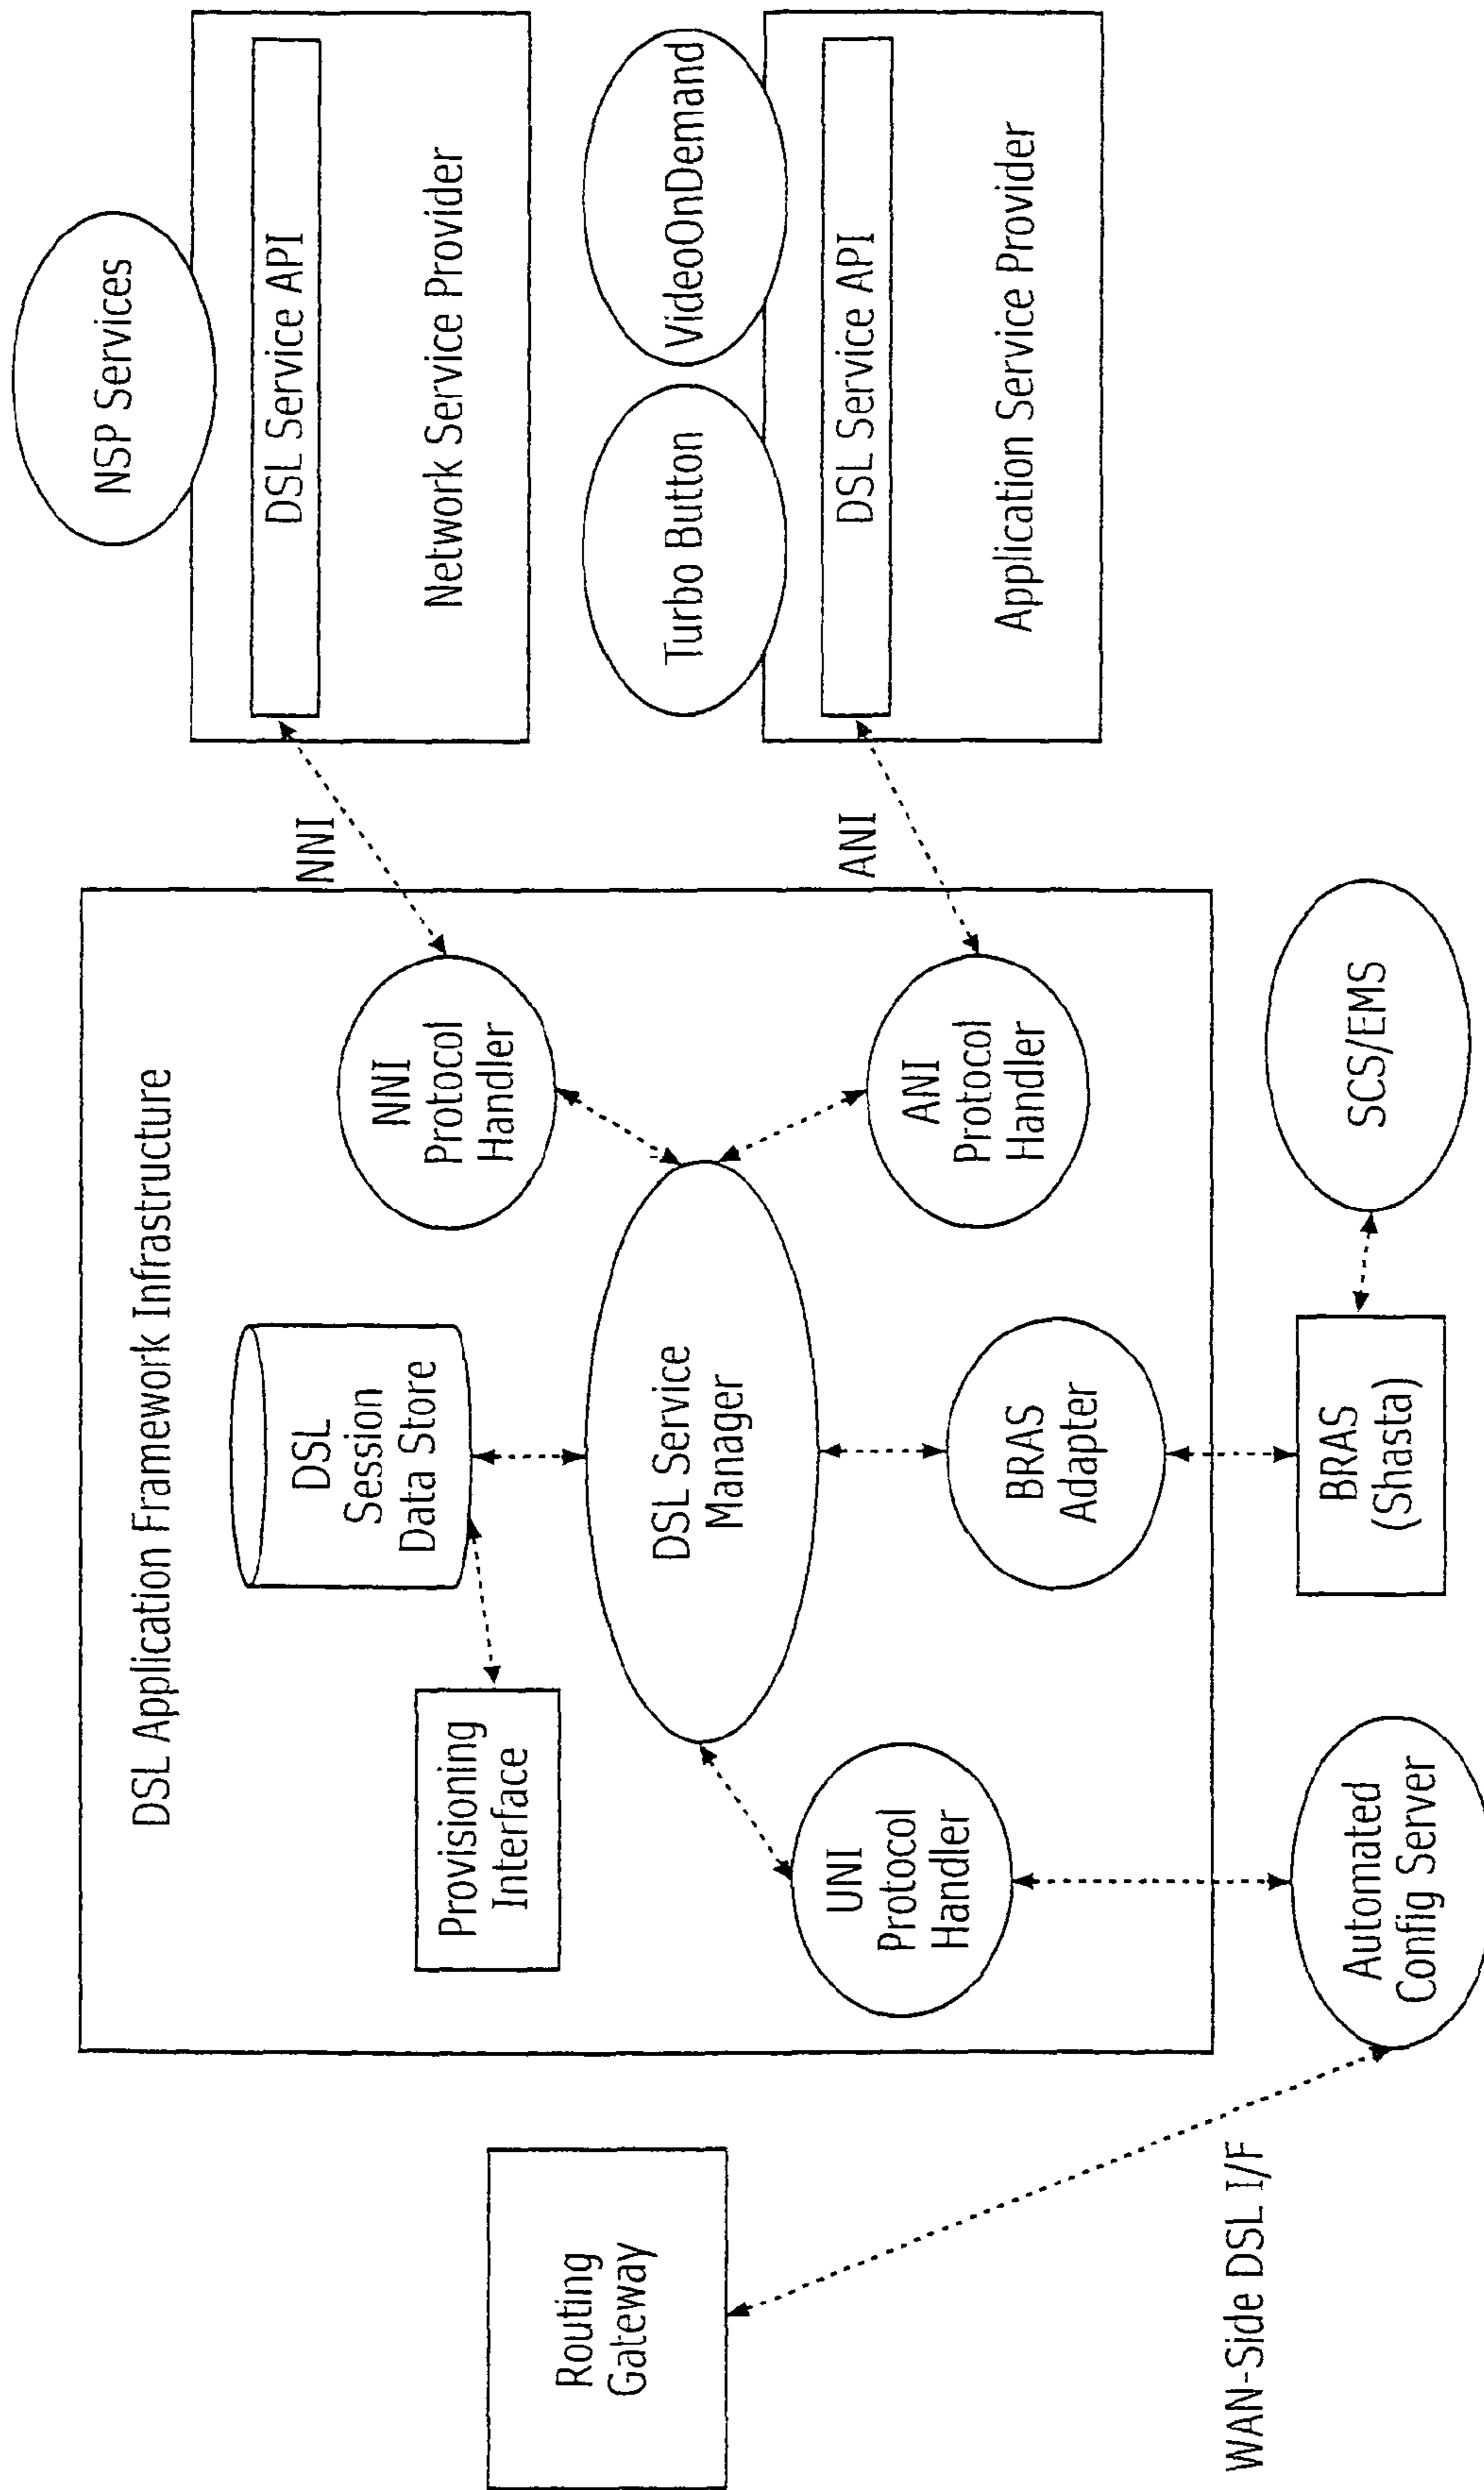 NSP Services
DSL Service API
Network Service Provider
NNI
Turbo Button
VideoOnDemand
DSL Service API
Application Service Provider
ANI
DSL Application Framework Infrastructure
DSL
Session
Data Store
NNI
Protocol
Handler
Provisioning
Interface
DSL Service
Manager
UNI
Protocol
Handler
BRAS
Adapter
ANI
Protocol
Handler
Routing
Gateway
WAN-Side DSL I/F
Automated
Config Server
BRAS
(Shasta)
SCS/EMS